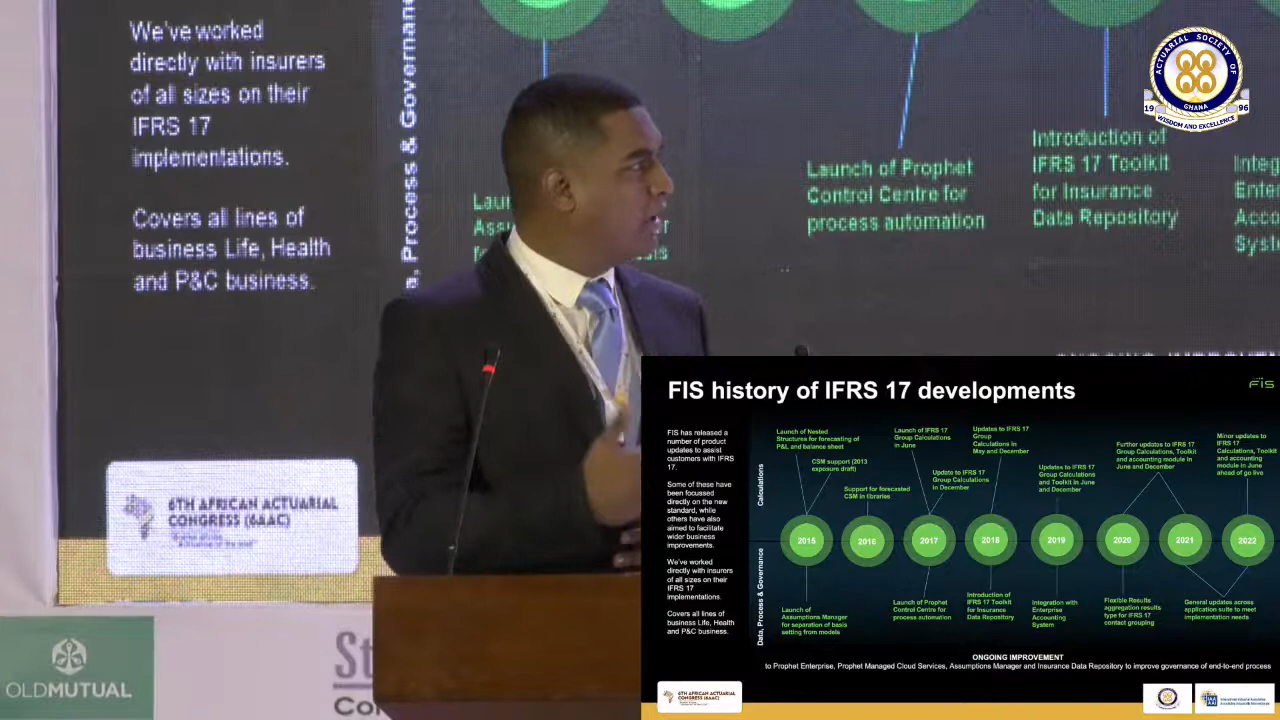 We've worked
directly with insurers
of all sizes on their
IFRS 17
implementations.
Covers all lines of
business Life, Health
and P&C business.
Process & Governance
Launch of Prophet
Control Centre for
process automation
Introduction of
IFRS 17 Toolkit
for Insurance
Data Repository
ACTUARIAL SOCIETY OF
GHANA
1996
WISDOM AND EXCELLENCE
6TH AFRICAN ACTUARIAL
CONGRESS (6AAC)
OLDMUTUAL
FIS history of IFRS 17 developments
FIS
FIS has released a
number of product
updates to assist
customers with IFRS
17.
Some of these have
been focussed
directly on the new
standard, while
others have also
aimed to facilitate
wider business
improvements.
We've worked
directly with insurers
of all sizes on their
IFRS 17
implementations.
Covers all lines of
business Life, Health
and P&C business.
Calculations
Data, Process & Governance
Launch of Nested
Structures for forecasting of
P&L and balance sheet
CSM support (2013
exposure draft)
Support for forecasted
CSM in libraries
Launch of IFRS 17
Group Calculations
in June
Update to IFRS 17
Group Calculations
in December
Updates to IFRS 17
Group
Calculations in
May and December
Updates to IFRS 17
Group Calculations
and Toolkit in June
and December
Further updates to IFRS 17
Group Calculations, Toolkit
and accounting module in
June and December
Minor updates to
IFRS 17
Calculations, Toolkit
and accounting
module in June
ahead of go live
2015
2016
2017
2018
2019
2020
2021
2022
Launch of
Assumptions Manager
for separation of basis
setting from models
Launch of Prophet
Control Centre for
process automation
Introduction of
IFRS 17 Toolkit
for Insurance
Data Repository
Integration with
Enterprise
Accounting
System
Flexible Results
aggregation results
type for IFRS 17
contact grouping
General updates across
application suite to meet
implementation needs
ONGOING IMPROVEMENT
to Prophet Enterprise, Prophet Managed Cloud Services, Assumptions Manager and Insurance Data Repository to improve governance of end-to-end process
6TH AFRICAN ACTUARIAL
CONGRESS (6AAC)